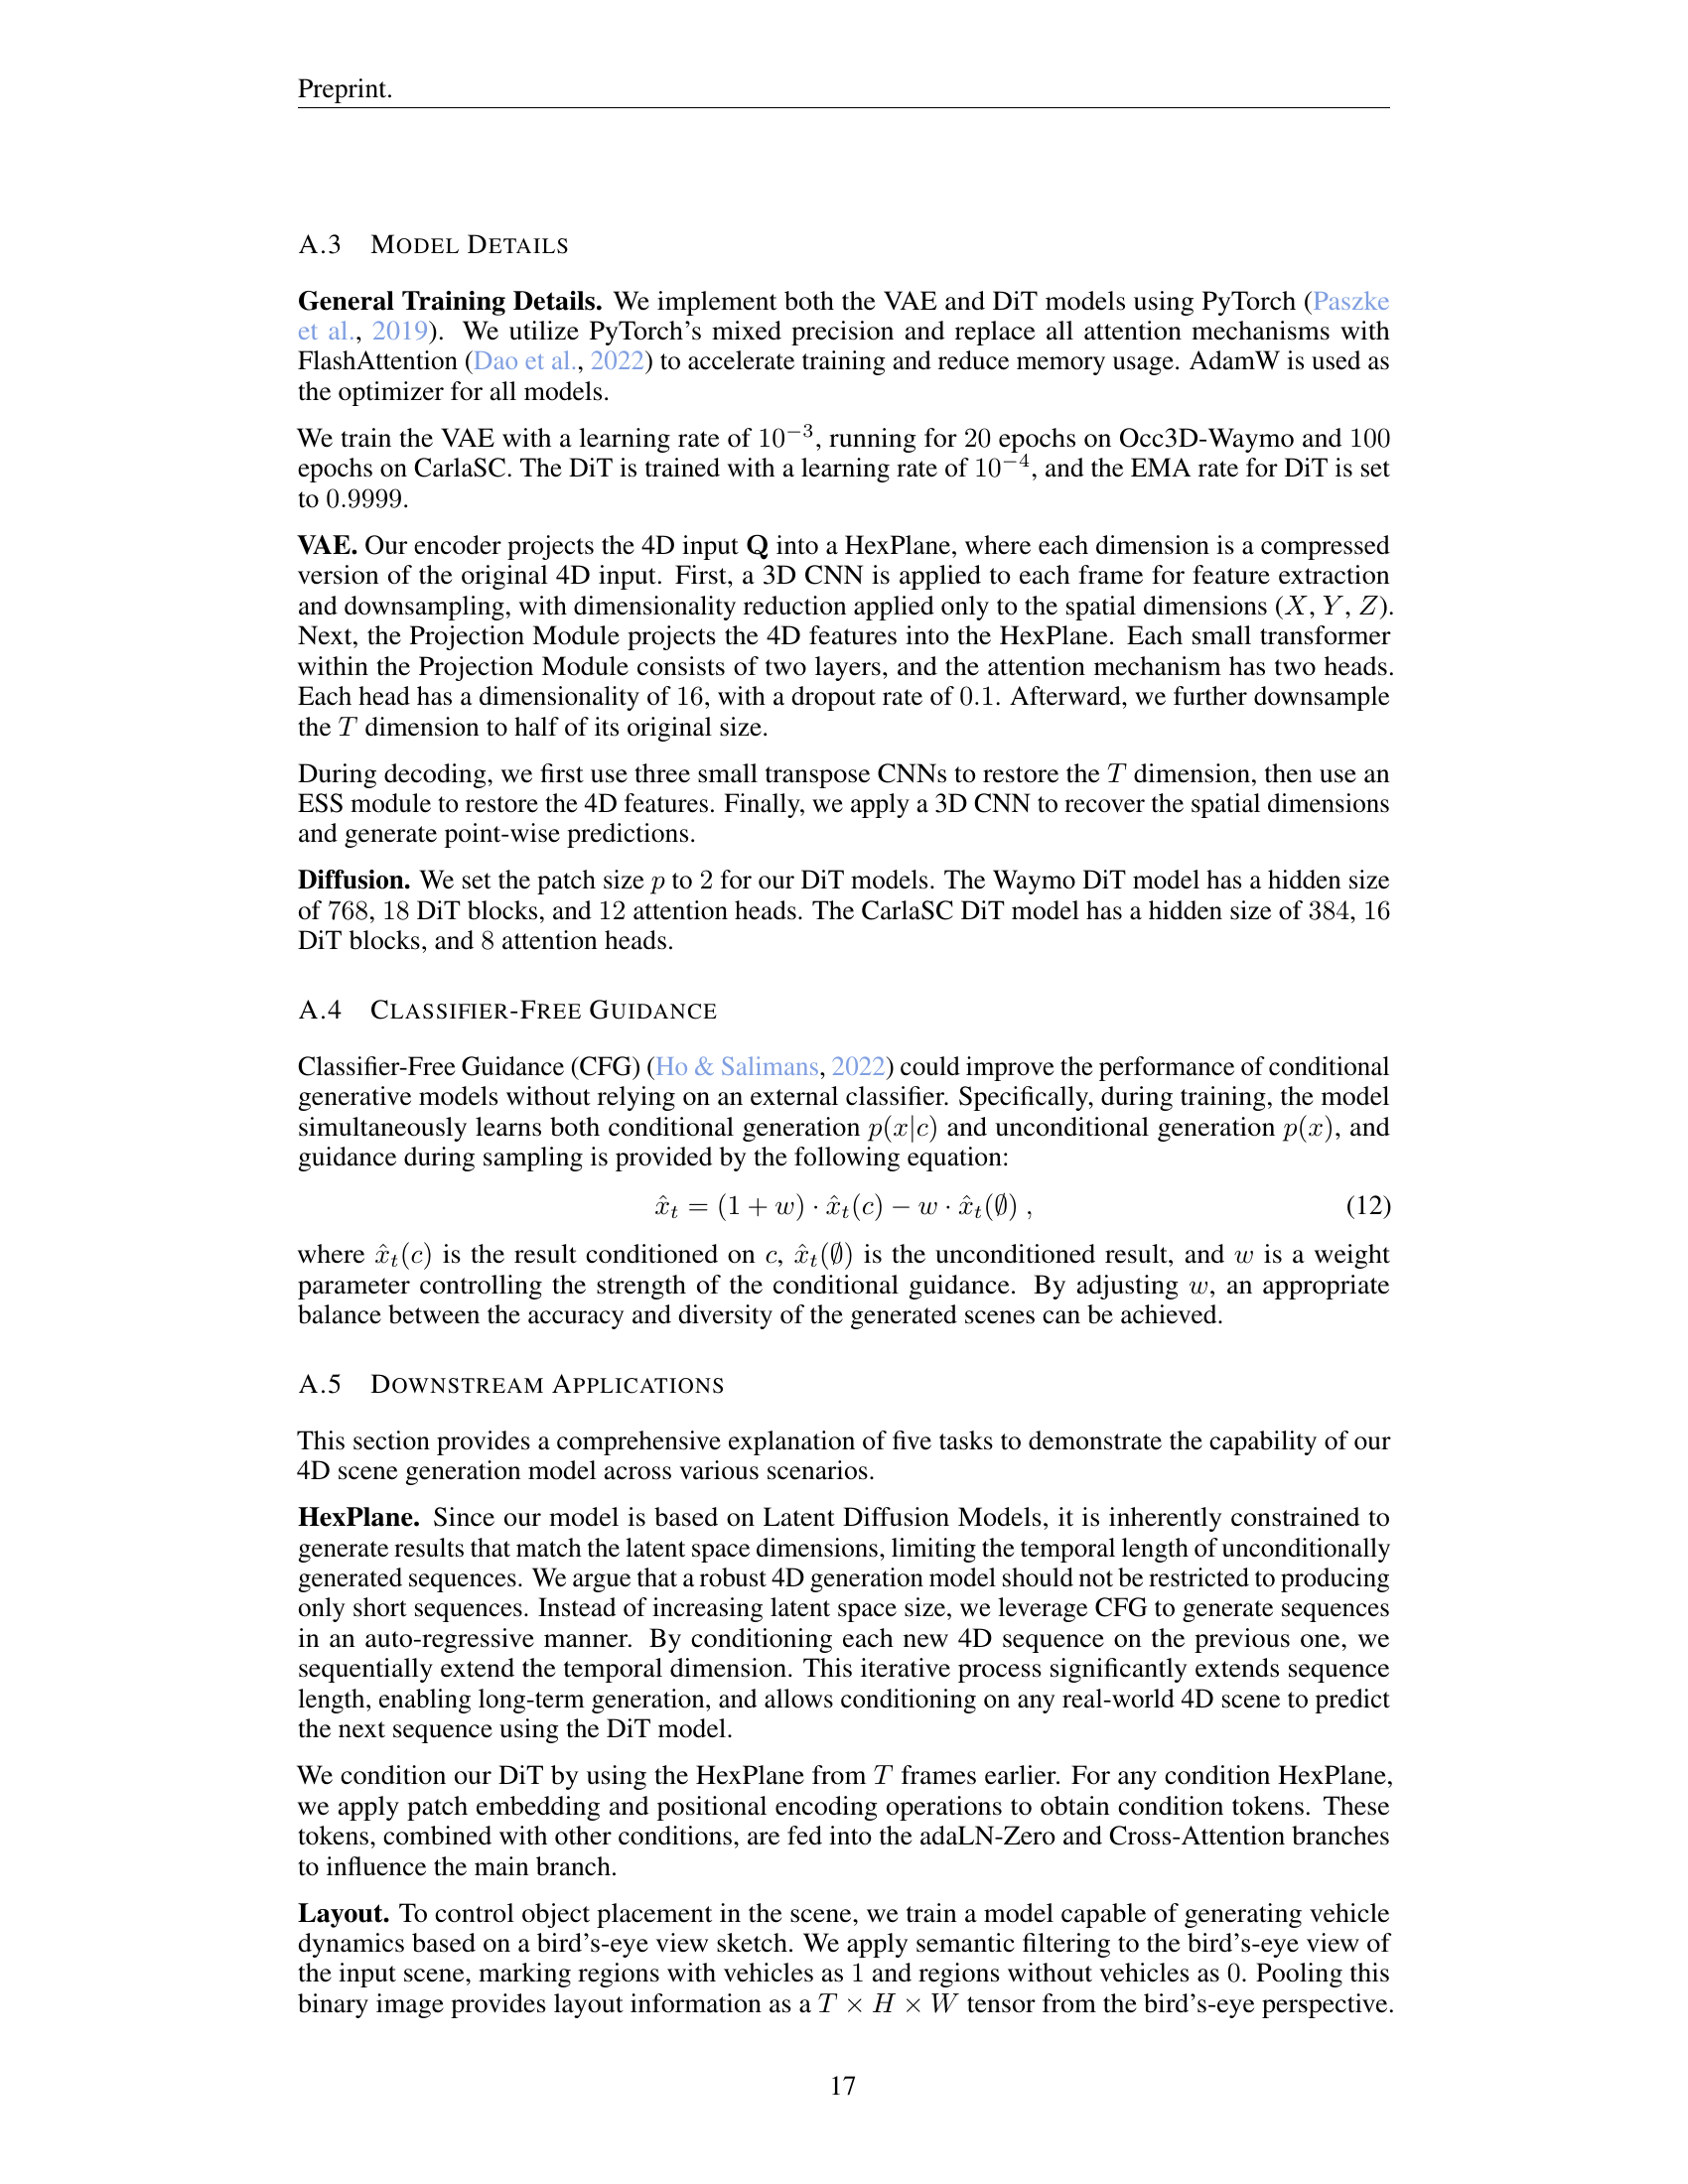 Preprint.
A.3 MODEL DETAILS
General Training Details. We implement both the VAE and DiT models using PyTorch (Paszke
et al., 2019). We utilize PyTorch's mixed precision and replace all attention mechanisms with
FlashAttention (Dao et al., 2022) to accelerate training and reduce memory usage. AdamW is used as
the optimizer for all models.
We train the VAE with a learning rate of 10⁻³, running for 20 epochs on Occ3D-Waymo and 100
epochs on CarlaSC. The DiT is trained with a learning rate of 10⁻⁴, and the EMA rate for DiT is set
to 0.9999.
VAE. Our encoder projects the 4D input Q into a HexPlane, where each dimension is a compressed
version of the original 4D input. First, a 3D CNN is applied to each frame for feature extraction
and downsampling, with dimensionality reduction applied only to the spatial dimensions (X, Y, Z).
Next, the Projection Module projects the 4D features into the HexPlane. Each small transformer
within the Projection Module consists of two layers, and the attention mechanism has two heads.
Each head has a dimensionality of 16, with a dropout rate of 0.1. Afterward, we further downsample
the T dimension to half of its original size.
During decoding, we first use three small transpose CNNs to restore the T dimension, then use an
ESS module to restore the 4D features. Finally, we apply a 3D CNN to recover the spatial dimensions
and generate point-wise predictions.
Diffusion. We set the patch size p to 2 for our DiT models. The Waymo DiT model has a hidden size
of 768, 18 DiT blocks, and 12 attention heads. The CarlaSC DiT model has a hidden size of 384, 16
DiT blocks, and 8 attention heads.
A.4 CLASSIFIER-FREE GUIDANCE
Classifier-Free Guidance (CFG) (Ho & Salimans, 2022) could improve the performance of conditional
generative models without relying on an external classifier. Specifically, during training, the model
simultaneously learns both conditional generation p(x|c) and unconditional generation p(x), and
guidance during sampling is provided by the following equation:
x̂ₜ = (1 + w) · x̂ₜ(c) − w · x̂ₜ(∅) , (12)
where x̂ₜ(c) is the result conditioned on c, x̂ₜ(∅) is the unconditioned result, and w is a weight
parameter controlling the strength of the conditional guidance. By adjusting w, an appropriate
balance between the accuracy and diversity of the generated scenes can be achieved.
A.5 DOWNSTREAM APPLICATIONS
This section provides a comprehensive explanation of five tasks to demonstrate the capability of our
4D scene generation model across various scenarios.
HexPlane. Since our model is based on Latent Diffusion Models, it is inherently constrained to
generate results that match the latent space dimensions, limiting the temporal length of unconditionally
generated sequences. We argue that a robust 4D generation model should not be restricted to producing
only short sequences. Instead of increasing latent space size, we leverage CFG to generate sequences
in an auto-regressive manner. By conditioning each new 4D sequence on the previous one, we
sequentially extend the temporal dimension. This iterative process significantly extends sequence
length, enabling long-term generation, and allows conditioning on any real-world 4D scene to predict
the next sequence using the DiT model.
We condition our DiT by using the HexPlane from T frames earlier. For any condition HexPlane,
we apply patch embedding and positional encoding operations to obtain condition tokens. These
tokens, combined with other conditions, are fed into the adaLN-Zero and Cross-Attention branches
to influence the main branch.
Layout. To control object placement in the scene, we train a model capable of generating vehicle
dynamics based on a bird's-eye view sketch. We apply semantic filtering to the bird's-eye view of
the input scene, marking regions with vehicles as 1 and regions without vehicles as 0. Pooling this
binary image provides layout information as a T × H × W tensor from the bird's-eye perspective.
17